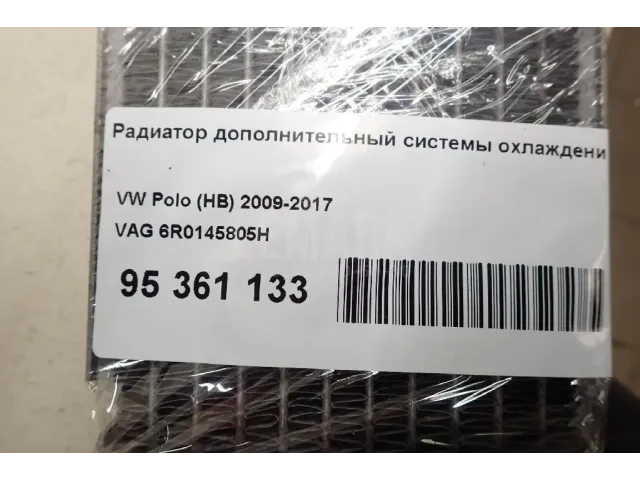 Радиатор дополнительный системы охлаждени
VW Polo (HB) 2009-2017
VAG 6R0145805H
95 361 133